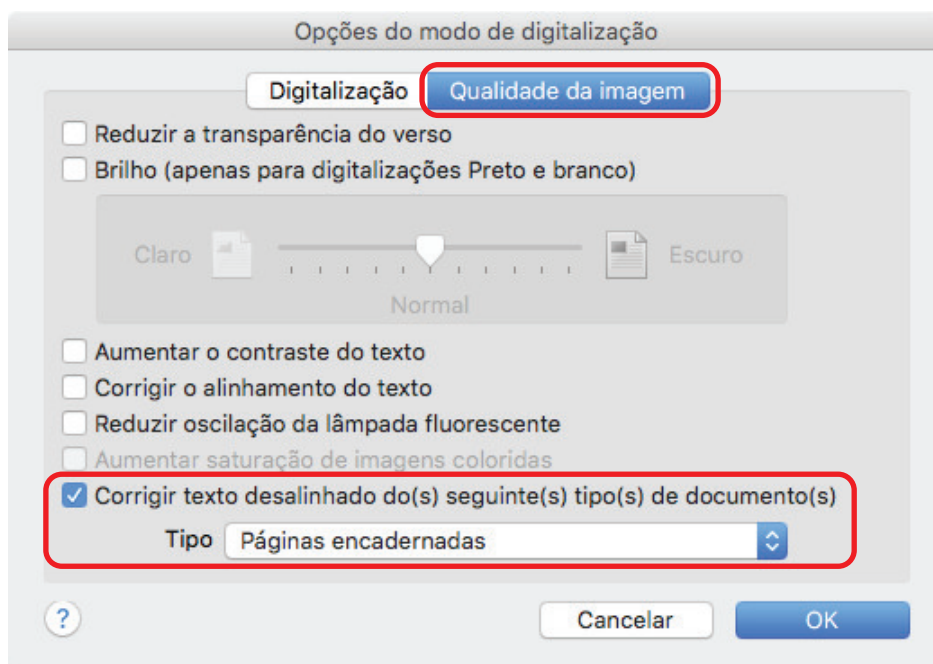 Opções do modo de digitalização
Digitalização Qualidade da imagem
Reduzir a transparência do verso
Brilho (apenas para digitalizações Preto e branco)
Claro Escuro
Normal
Aumentar o contraste do texto
Corrigir o alinhamento do texto
Reduzir oscilação da lâmpada fluorescente
Aumentar saturação de imagens coloridas
Corrigir texto desalinhado do(s) seguinte(s) tipo(s) de documento(s)
Tipo Páginas encadernadas
? Cancelar OK